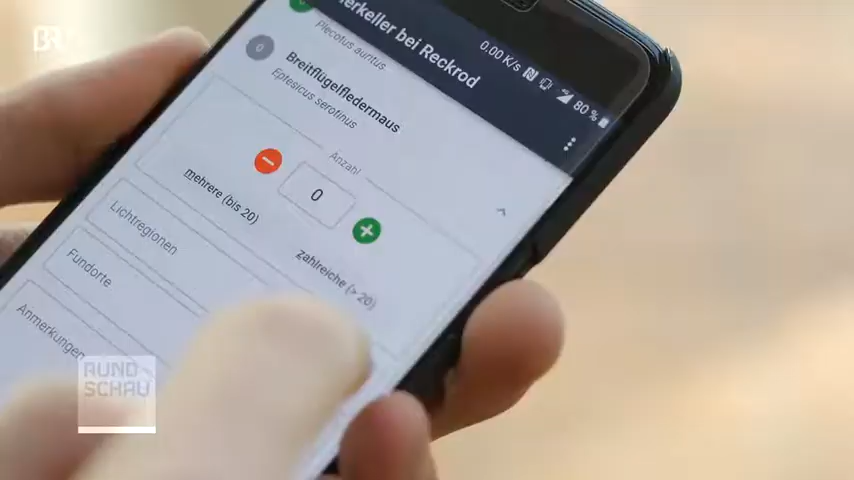 BR
erkeller bei Reckrod
0.00 K/s
80 %
Plecotus auritus
0
Breitflügelfledermaus
Eptesicus serotinus
Anzahl
0
mehrere (bis 20)
zahlreiche (> 20)
Lichtregionen
Fundorte
Anmerkungen
RUND
SCHAU